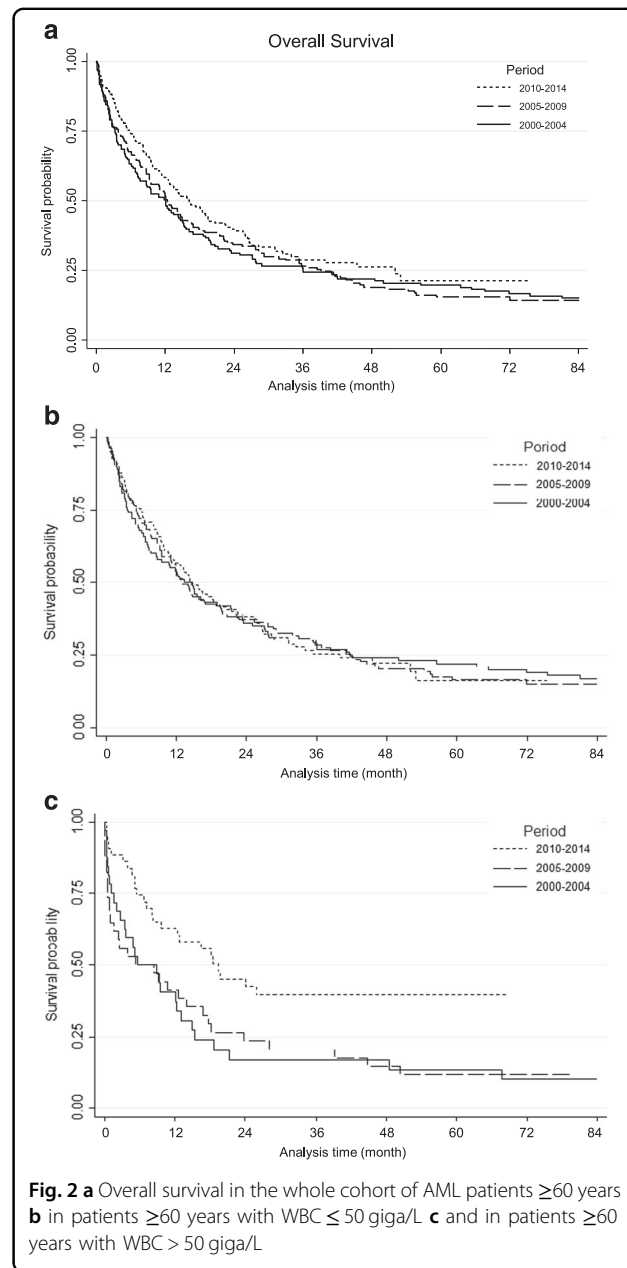 a
Overall Survival
Period
2010-2014
2005-2009
2000-2004
Survival probability
1.00
0.75
0.50
0.25
0.00
0 12 24 36 48 60 72 84
Analysis time (month)
b
Poriod
2010-2014
2005-2009
2000-2004
Survival probability
1.00
0.75
0.50
0.25
0.00
0 12 24 36 48 60 72 84
Analysis time (month)
c
Period
2010-2014
2005-2009
2000-2004
Survival probability
1.00
0.75
0.50
0.25
0.00
0 12 24 36 48 60 72 84
Analysis time (month)
Fig. 2 a Overall survival in the whole cohort of AML patients ≥60 years
b in patients ≥60 years with WBC ≤ 50 giga/L c and in patients ≥60
years with WBC > 50 giga/L